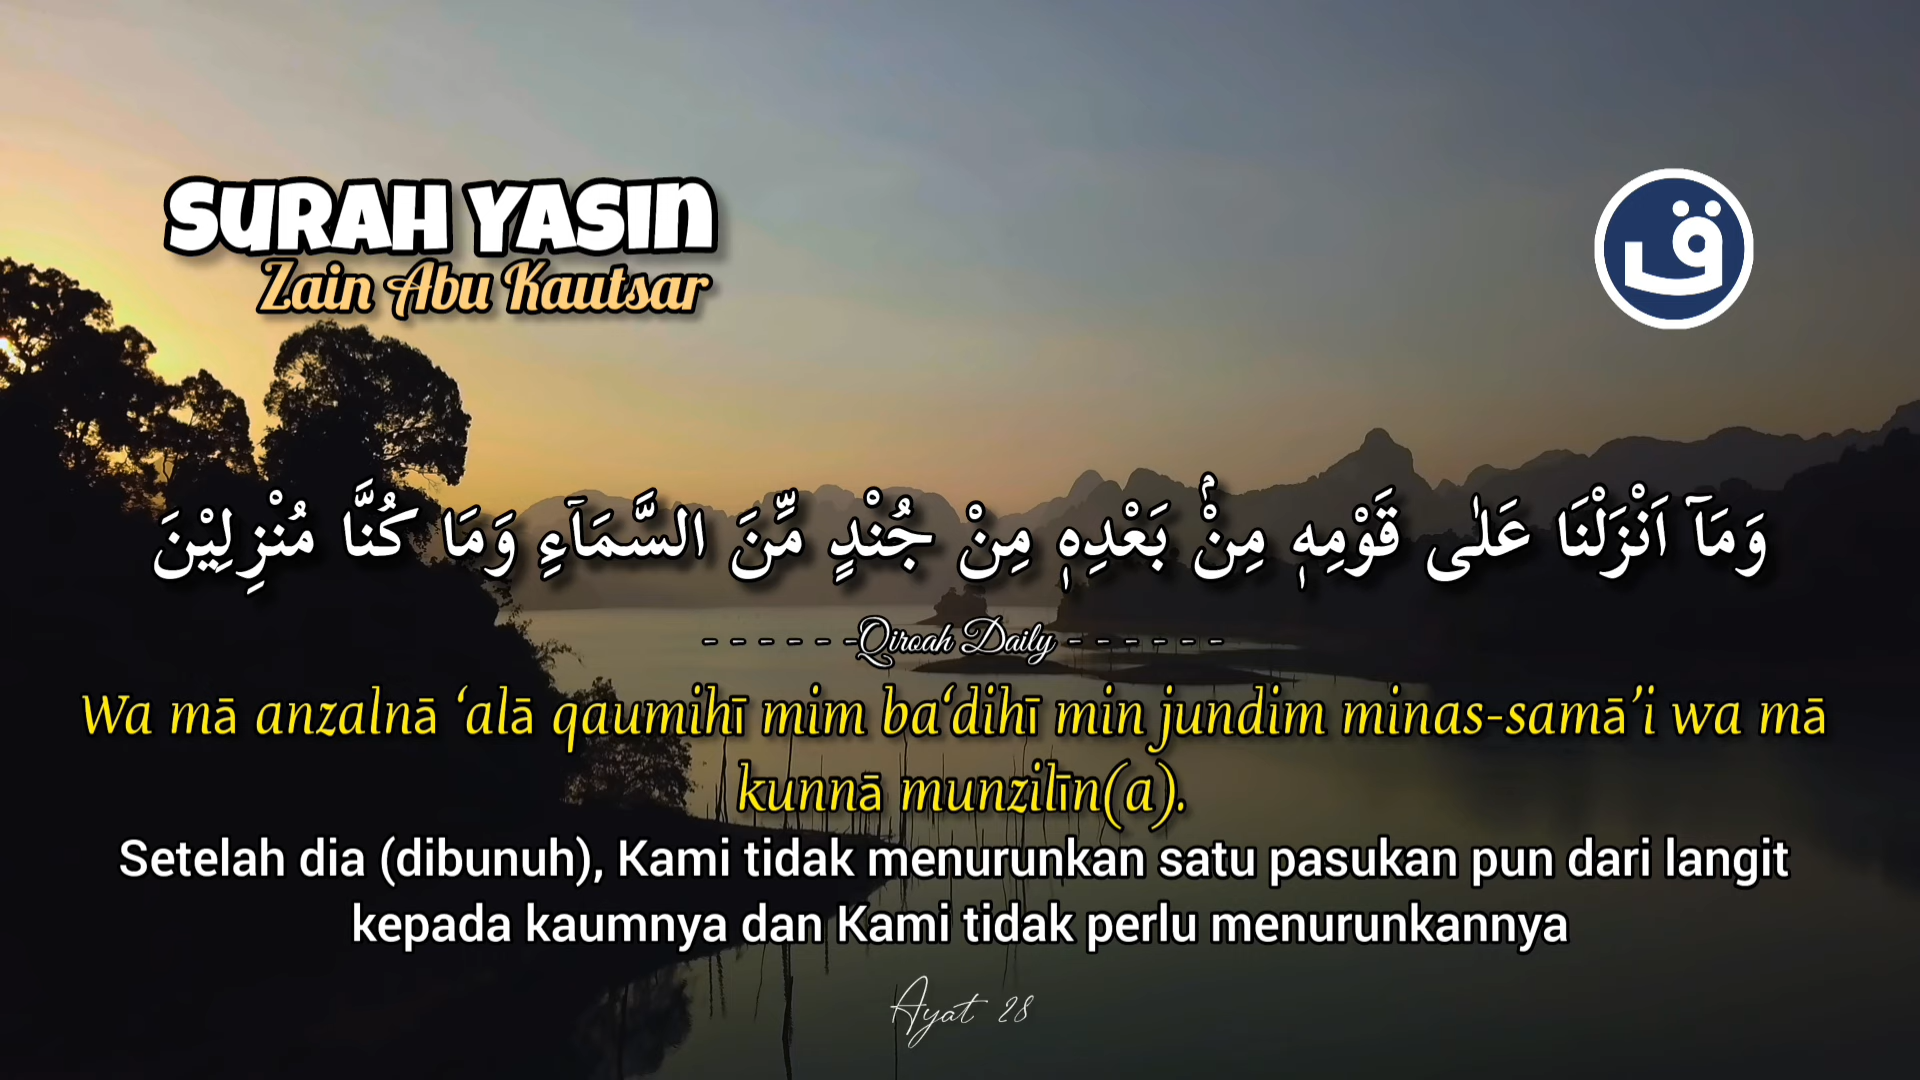 SURAH YASIN
Zain Abu Kautsar
وَمَآ اَنْزَلْنَا عَلٰى قَوْمِهٖ مِنْۢ بَعْدِهٖ مِنْ جُنْدٍ مِّنَ السَّمَاۤءِ وَمَا كُنَّا مُنْزِلِيْنَ
- - - - - -Qiroah Daily - - - - - -
Wa mā anzalnā ‘alā qaumihī mim ba‘dihī min jundim minas-samā’i wa mā
kunnā munzilīn(a).
Setelah dia (dibunuh), Kami tidak menurunkan satu pasukan pun dari langit
kepada kaumnya dan Kami tidak perlu menurunkannya
Ayat 28